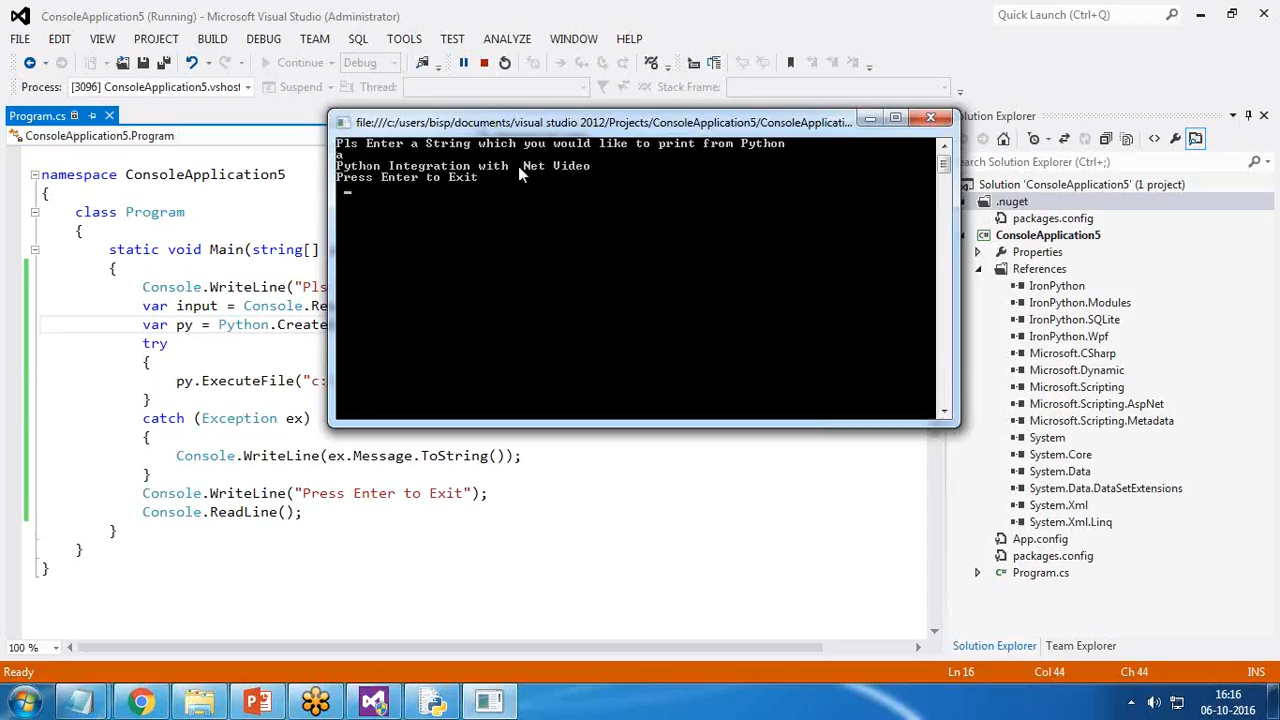 ConsoleApplication5 (Running) - Microsoft Visual Studio (Administrator)
Quick Launch (Ctrl+Q)
FILE EDIT VIEW PROJECT BUILD DEBUG TEAM SQL TOOLS TEST ANALYZE WINDOW HELP
Continue Debug
Process: [3096] ConsoleApplication5.vshost Suspend Thread: Stack Frame:
Program.cs
ConsoleApplication5.Program
namespace ConsoleApplication5
{
class Program
{
static void Main(string[]
{
Console.WriteLine("Pls
var input = Console.Re
var py = Python.Create
try
{
py.ExecuteFile("c:
}
catch (Exception ex)
{
Console.WriteLine(ex.Message.ToString());
}
Console.WriteLine("Press Enter to Exit");
Console.ReadLine();
}
}
}
file:///c:/users/bisp/documents/visual studio 2012/Projects/ConsoleApplication5/ConsoleApplicati...
Pls Enter a String which you would like to print from Python
a
Python Integration with .Net Video
Press Enter to Exit
Solution Explorer
Search Solution Explorer (Ctrl+;)
Solution 'ConsoleApplication5' (1 project)
.nuget
packages.config
ConsoleApplication5
Properties
References
IronPython
IronPython.Modules
IronPython.SQLite
IronPython.Wpf
Microsoft.CSharp
Microsoft.Dynamic
Microsoft.Scripting
Microsoft.Scripting.AspNet
Microsoft.Scripting.Metadata
System
System.Core
System.Data
System.Data.DataSetExtensions
System.Xml
System.Xml.Linq
App.config
packages.config
Program.cs
100 %
Solution Explorer Team Explorer
Ready Ln 16 Col 44 Ch 44 INS
16:16
06-10-2016